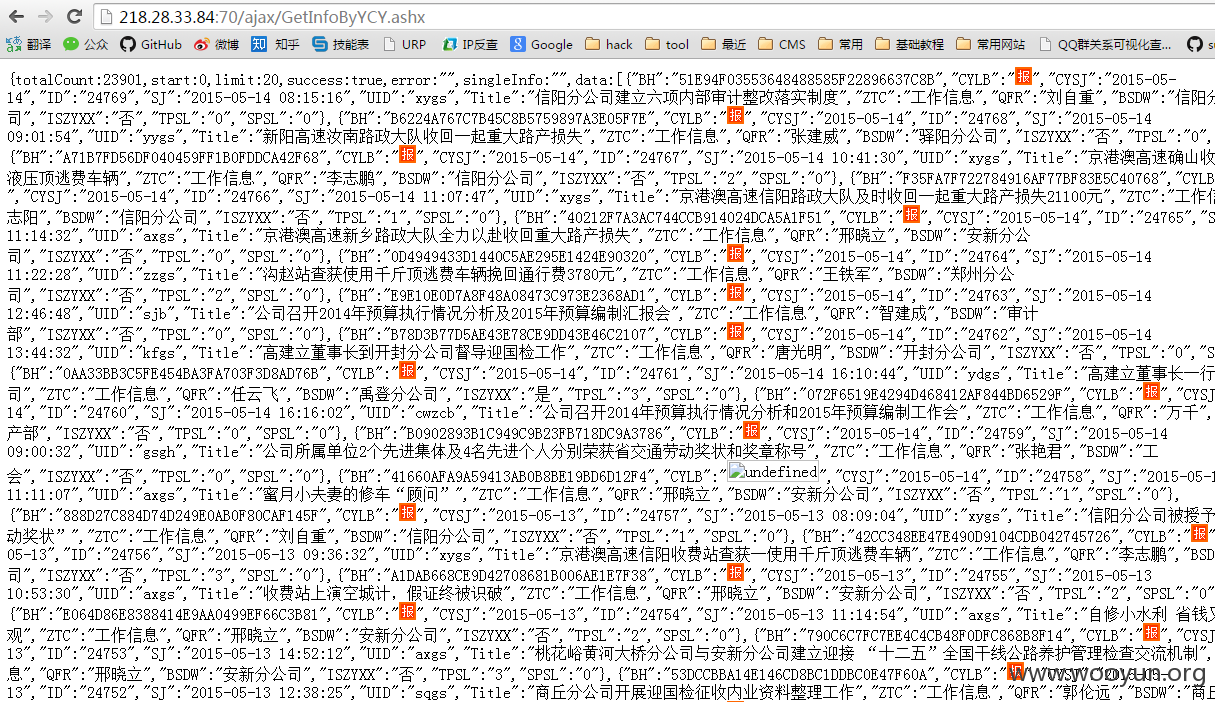 218.28.33.84:70/ajax/GetInfoByYCY.ashx
翻译 公众 GitHub 微博 知 知乎 技能表 URP IP反查 Google hack tool 最近 CMS 常用 基础教程 常用网站 QQ群关系可视化查...
{totalCount:23901,start:0,limit:20,success:true,error:"",singleInfo:"",data:[{"BH":"51E94F03553648488585F22896637C8B","CYLB":"报","CYSJ":"2015-05-
14","ID":"24769","SJ":"2015-05-14 08:15:16","UID":"xygs","Title":"信阳分公司建立六项内部审计整改落实制度","ZTC":"工作信息","QFR":"刘自重","BSDW":"信阳分公
司","ISZYXX":"否","TPSL":"0","SPSL":"0"},{"BH":"B6224A767C7B45C8B5759897A3E05F7E","CYLB":"报","CYSJ":"2015-05-14","ID":"24768","SJ":"2015-05-14
09:01:54","UID":"yygs","Title":"新阳高速汝南路政大队收回一起重大路产损失","ZTC":"工作信息","QFR":"张建威","BSDW":"驿阳分公司","ISZYXX":"否","TPSL":"0",
{"BH":"A71B7FD56DF040459FF1B0FDDCA42F68","CYLB":"报","CYSJ":"2015-05-14","ID":"24767","SJ":"2015-05-14 10:41:30","UID":"xygs","Title":"京港澳高速确山收
液压顶逃费车辆","ZTC":"工作信息","QFR":"李志鹏","BSDW":"信阳分公司","ISZYXX":"否","TPSL":"2","SPSL":"0"},{"BH":"F35FA7F722784916AF77BF83E5C40768","CYLB
","CYSJ":"2015-05-14","ID":"24766","SJ":"2015-05-14 11:07:47","UID":"xygs","Title":"京港澳高速信阳路政大队及时收回一起重大路产损失21100元","ZTC":"工作信
志阳","BSDW":"信阳分公司","ISZYXX":"否","TPSL":"1","SPSL":"0"},{"BH":"40212F7A3AC744CCB914024DCA5A1F51","CYLB":"报","CYSJ":"2015-05-14","ID":"24765","S
11:14:32","UID":"axgs","Title":"京港澳高速新乡路政大队全力以赴收回重大路产损失","ZTC":"工作信息","QFR":"邢晓立","BSDW":"安新分公
司","ISZYXX":"否","TPSL":"0","SPSL":"0"},{"BH":"0D4949433D1440C5AE295E1424E90320","CYLB":"报","CYSJ":"2015-05-14","ID":"24764","SJ":"2015-05-14
11:22:28","UID":"zzgs","Title":"沟赵站查获使用千斤顶逃费车辆挽回通行费3780元","ZTC":"工作信息","QFR":"王铁军","BSDW":"郑州分公
司","ISZYXX":"否","TPSL":"2","SPSL":"0"},{"BH":"E9E10E0D7A8F48A08473C973E2368AD1","CYLB":"报","CYSJ":"2015-05-14","ID":"24763","SJ":"2015-05-14
12:46:48","UID":"sjb","Title":"公司召开2014年预算执行情况分析及2015年预算编制汇报会","ZTC":"工作信息","QFR":"智建成","BSDW":"审计
部","ISZYXX":"否","TPSL":"0","SPSL":"0"},{"BH":"B78D3B77D5AE43E78CE9DD43E46C2107","CYLB":"报","CYSJ":"2015-05-14","ID":"24762","SJ":"2015-05-14
13:44:32","UID":"kfgs","Title":"高建立董事长到开封分公司督导迎国检工作","ZTC":"工作信息","QFR":"唐光明","BSDW":"开封分公司","ISZYXX":"否","TPSL":"0","S
{"BH":"0AA33BB3C5FE454BA3FA703F3D8AD76B","CYLB":"报","CYSJ":"2015-05-14","ID":"24761","SJ":"2015-05-14 16:10:44","UID":"ydgs","Title":"高建立董事长一行
司","ZTC":"工作信息","QFR":"任云飞","BSDW":"禹登分公司","ISZYXX":"是","TPSL":"3","SPSL":"0"},{"BH":"072F6519E4294D468412AF844BD6529F","CYLB":"报","CYSJ
14","ID":"24760","SJ":"2015-05-14 16:16:02","UID":"cwzcb","Title":"公司召开2014年预算执行情况分析和2015年预算编制工作会","ZTC":"工作信息","QFR":"万千","
产部","ISZYXX":"否","TPSL":"0","SPSL":"0"},{"BH":"B0902893B1C949C9B23FB718DC9A3786","CYLB":"报","CYSJ":"2015-05-14","ID":"24759","SJ":"2015-05-14
09:00:32","UID":"gsgh","Title":"公司所属单位2个先进集体及4名先进个人分别荣获省交通劳动奖状和奖章称号","ZTC":"工作信息","QFR":"张艳君","BSDW":"工
会","ISZYXX":"否","TPSL":"0","SPSL":"0"},{"BH":"41660AFA9A59413AB0B8BE19BD6D12F4","CYLB":"undefined","CYSJ":"2015-05-14","ID":"24758","SJ":"2015-05-1
11:11:07","UID":"axgs","Title":"蜜月小夫妻的修车“顾问”","ZTC":"工作信息","QFR":"邢晓立","BSDW":"安新分公司","ISZYXX":"否","TPSL":"1","SPSL":"0"},
{"BH":"888D27C884D74D249E0AB0F80CAF145F","CYLB":"报","CYSJ":"2015-05-13","ID":"24757","SJ":"2015-05-13 08:09:04","UID":"xygs","Title":"信阳分公司被授予
动奖状”","ZTC":"工作信息","QFR":"刘自重","BSDW":"信阳分公司","ISZYXX":"否","TPSL":"1","SPSL":"0"},{"BH":"42CC348EE47E490D9104CDB042745726","CYLB":"报"
05-13","ID":"24756","SJ":"2015-05-13 09:36:32","UID":"xygs","Title":"京港澳高速信阳收费站查获一使用千斤顶逃费车辆","ZTC":"工作信息","QFR":"李志鹏","BSDW
司","ISZYXX":"否","TPSL":"3","SPSL":"0"},{"BH":"A1DAB668CE9D42708681B006AE1E7F38","CYLB":"报","CYSJ":"2015-05-13","ID":"24755","SJ":"2015-05-13
10:53:30","UID":"axgs","Title":"收费站上演空城计，假证终被识破","ZTC":"工作信息","QFR":"邢晓立","BSDW":"安新分公司","ISZYXX":"否","TPSL":"2","SPSL":"0"
{"BH":"E064D86E8388414E9AA0499EF66C3B81","CYLB":"报","CYSJ":"2015-05-13","ID":"24754","SJ":"2015-05-13 11:14:54","UID":"axgs","Title":"自修小水利 省钱又
观","ZTC":"工作信息","QFR":"邢晓立","BSDW":"安新分公司","ISZYXX":"否","TPSL":"2","SPSL":"0"},{"BH":"790C6C7FC7EE4C4CB48F0DFC868B8F14","CYLB":"报","CYSJ
13","ID":"24753","SJ":"2015-05-13 14:52:12","UID":"axgs","Title":"桃花峪黄河大桥分公司与安新分公司建立迎接 “十二五”全国干线公路养护管理检查交流机制",
息","QFR":"邢晓立","BSDW":"安新分公司","ISZYXX":"否","TPSL":"3","SPSL":"0"},{"BH":"53DCCBBA14E146CD8BC1DDBC0E47F60A","CYLB":"报","CYSJ":"2015-05-
13","ID":"24752","SJ":"2015-05-13 12:38:25","UID":"sqgs","Title":"商丘分公司开展迎国检征收内业资料整理工作","ZTC":"工作信息","QFR":"郭伦远","BSDW":"商丘
www.wooyun.org